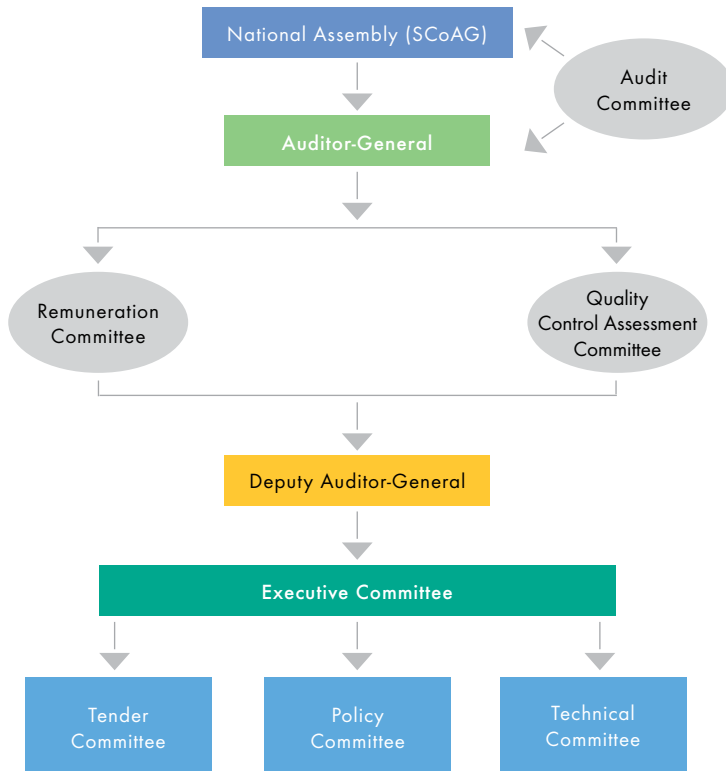 National Assembly (SCoAG)
Audit
Committee
Auditor-General
Remuneration
Committee
Quality
Control Assessment
Committee
Deputy Auditor-General
Executive Committee
Tender
Committee
Policy
Committee
Technical
Committee